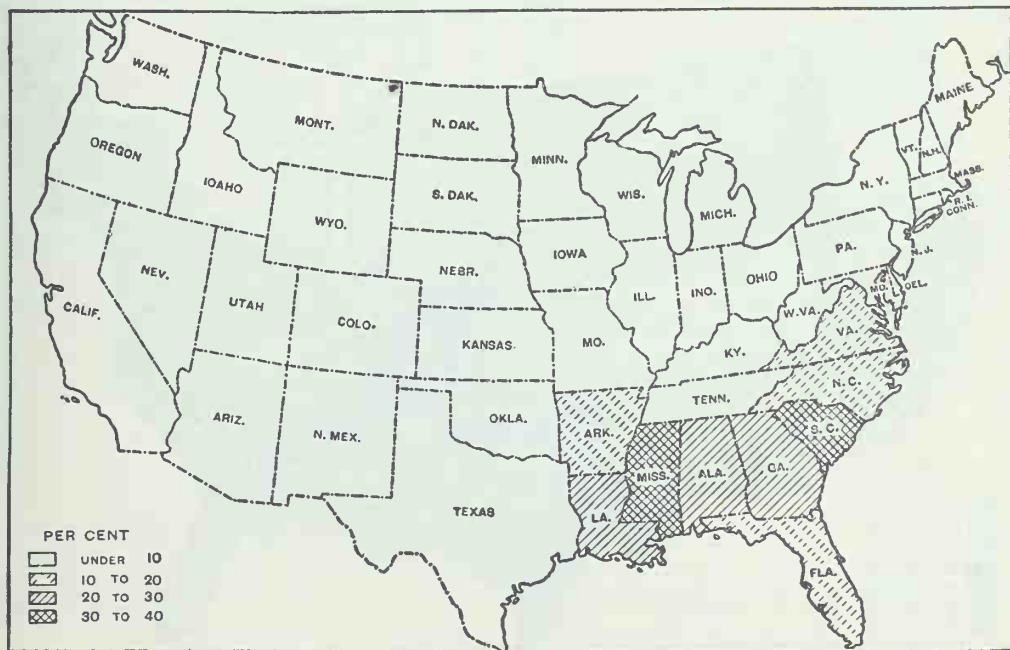 WASH.
MONT.
N. DAK.
MINN.
MAINE
OREGON
IDAHO
S. DAK.
WIS.
MICH.
VT.
N.H.
N.Y.
MASS.
R.I.
CONN.
WYO.
NEBR.
IOWA
PA.
N.J.
NEV.
UTAH
COLO.
ILL.
IND.
OHIO
MD.
DEL.
CALIF.
KANSAS
MO.
W.VA.
VA.
KY.
ARIZ.
N. MEX.
OKLA.
ARK.
TENN.
N.C.
S.C.
MISS.
ALA.
GA.
TEXAS
LA.
FLA.
PER CENT
UNDER 10
10 TO 20
20 TO 30
30 TO 40